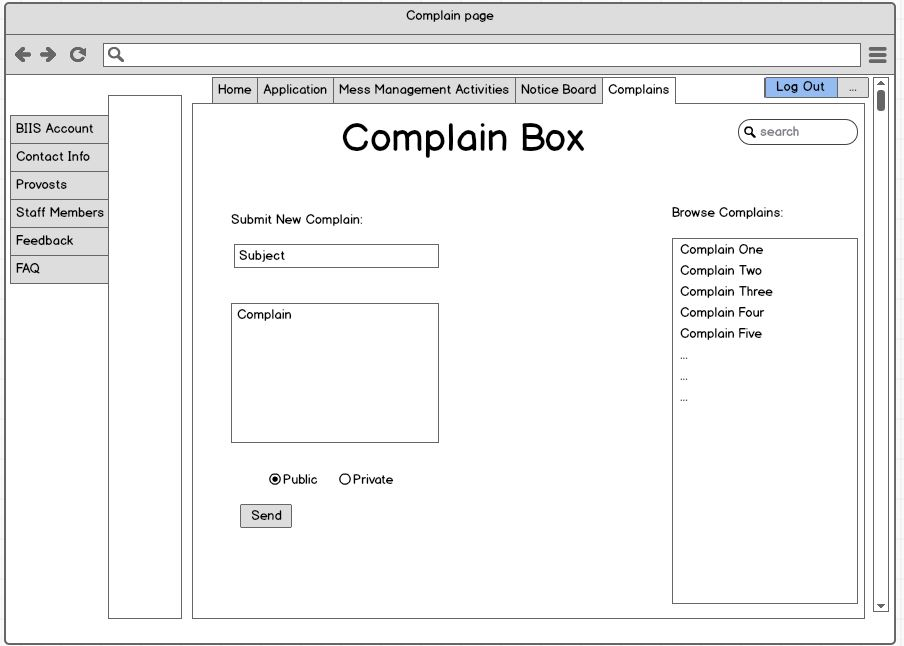 Complain page
Home Application Mess Management Activities Notice Board Complains Log Out ...
BIIS Account
Contact Info
Provosts
Staff Members
Feedback
FAQ
Complain Box
search
Submit New Complain:
Subject
Complain
Public Private
Send
Browse Complains:
Complain One
Complain Two
Complain Three
Complain Four
Complain Five
...
...
...